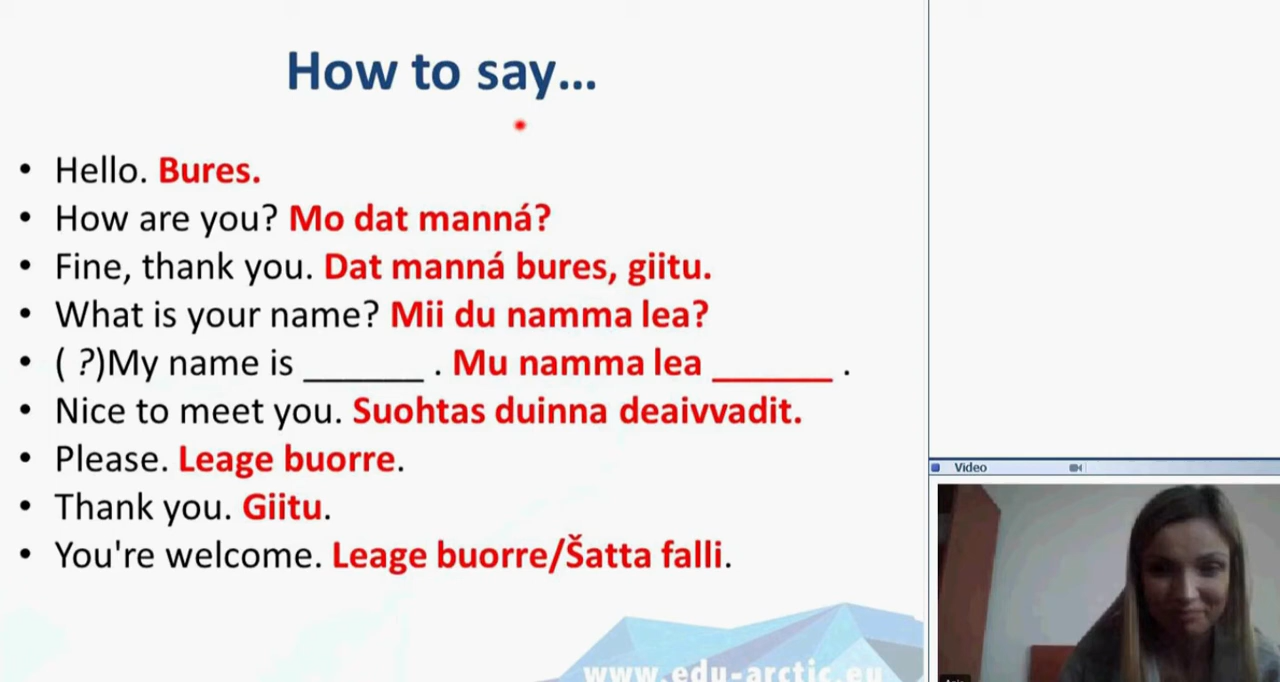 How to say...
• Hello. Bures.
• How are you? Mo dat manná?
• Fine, thank you. Dat manná bures, giitu.
• What is your name? Mii du namma lea?
• ( ?)My name is ______ . Mu namma lea ______ .
• Nice to meet you. Suohtas duinna deaivvadit.
• Please. Leage buorre.
• Thank you. Giitu.
• You're welcome. Leage buorre/Šatta falli.
www.edu-arctic.eu
Video